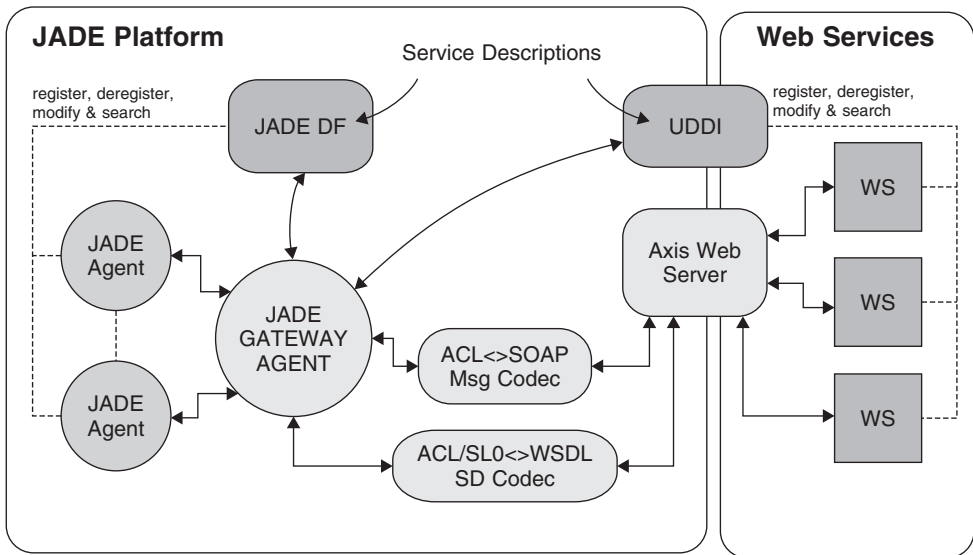 JADE Platform
Web Services
Service Descriptions
register, deregister,
modify & search
JADE DF
UDDI
register, deregister,
modify & search
WS
JADE
Agent
Axis Web
Server
JADE
GATEWAY
AGENT
WS
ACL<>SOAP
Msg Codec
JADE
Agent
WS
ACL/SL0<>WSDL
SD Codec